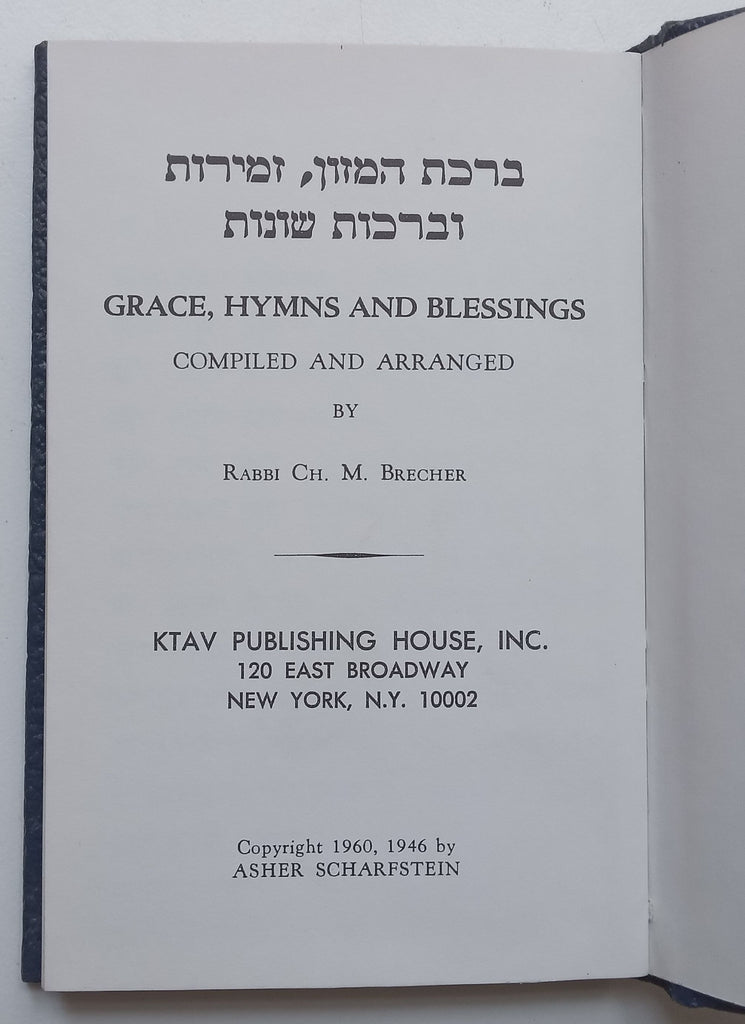 ברכת המזון, זמירות
וברכות שונות
GRACE, HYMNS AND BLESSINGS
COMPILED AND ARRANGED
BY
RABBI CH. M. BRECHER
KTAV PUBLISHING HOUSE, INC.
120 EAST BROADWAY
NEW YORK, N.Y. 10002
Copyright 1960, 1946 by
ASHER SCHARFSTEIN